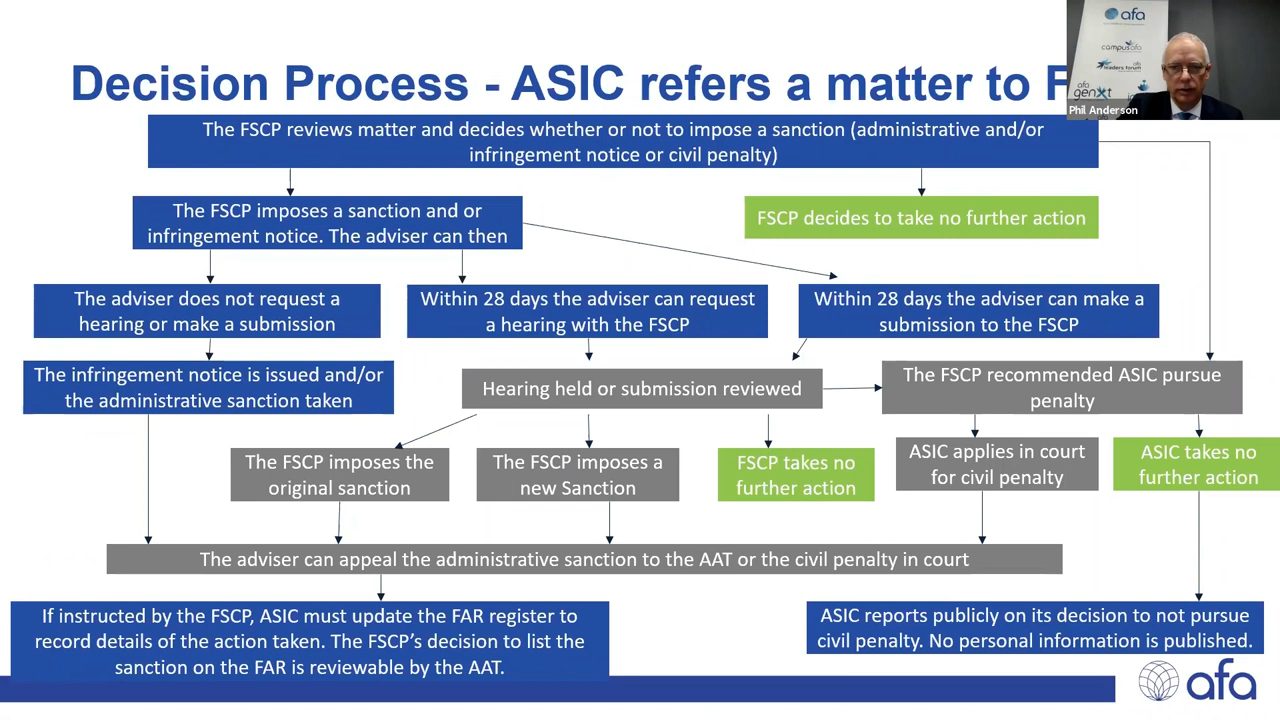 afa
campusafa
afa
leaders forum
afa
genxt
Phil Anderson
Decision Process - ASIC refers a matter to F
The FSCP reviews matter and decides whether or not to impose a sanction (administrative and/or
infringement notice or civil penalty)
The FSCP imposes a sanction and or
infringement notice. The adviser can then
FSCP decides to take no further action
The adviser does not request a
hearing or make a submission
Within 28 days the adviser can request
a hearing with the FSCP
Within 28 days the adviser can make a
submission to the FSCP
The infringement notice is issued and/or
the administrative sanction taken
Hearing held or submission reviewed
The FSCP recommended ASIC pursue
penalty
The FSCP imposes the
original sanction
The FSCP imposes a
new Sanction
FSCP takes no
further action
ASIC applies in court
for civil penalty
ASIC takes no
further action
The adviser can appeal the administrative sanction to the AAT or the civil penalty in court
If instructed by the FSCP, ASIC must update the FAR register to
record details of the action taken. The FSCP’s decision to list the
sanction on the FAR is reviewable by the AAT.
ASIC reports publicly on its decision to not pursue
civil penalty. No personal information is published.
afa